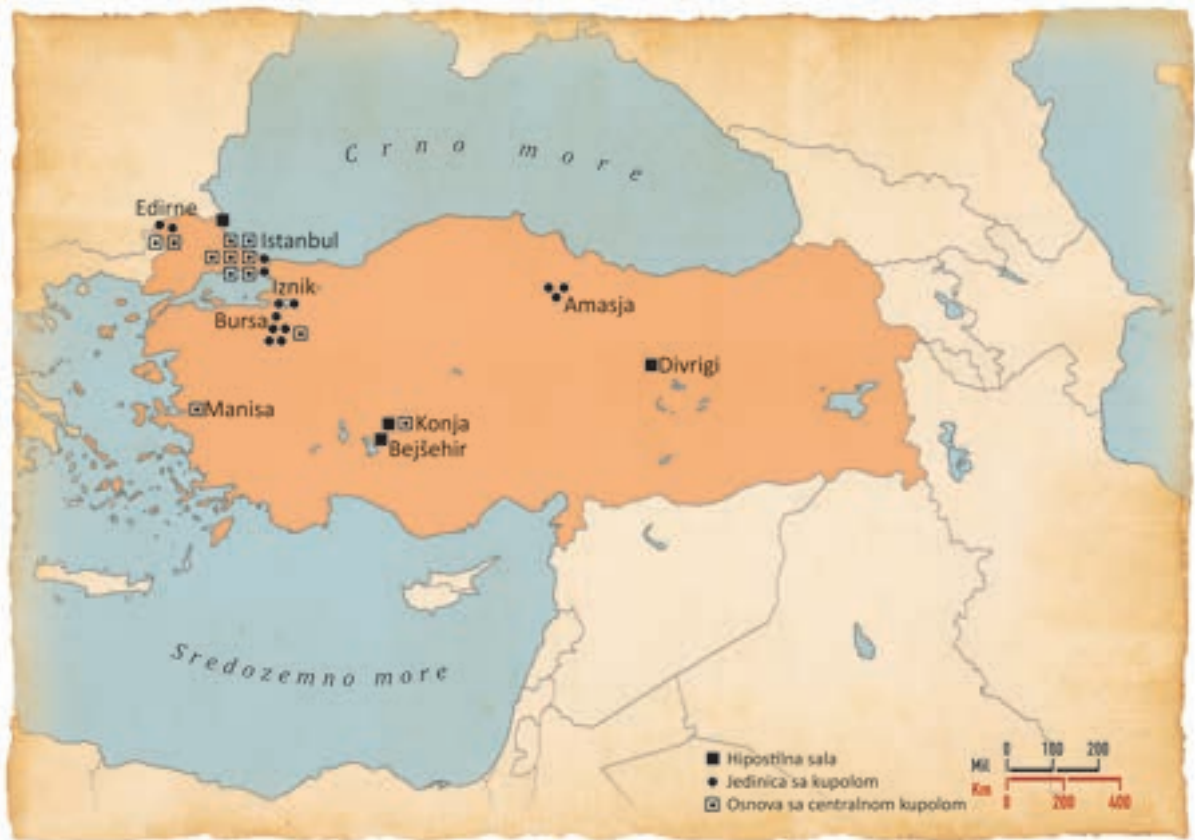 Crno more
Edirne
Istanbul
Iznik
Bursa
Amasja
Divrigi
Manisa
Konja
Bejšehir
Sredozemno more
Hipostilna sala
Jedinica sa kupolom
Osnova sa centralnom kupolom
0 100 200
Mil
Km
0 200 400